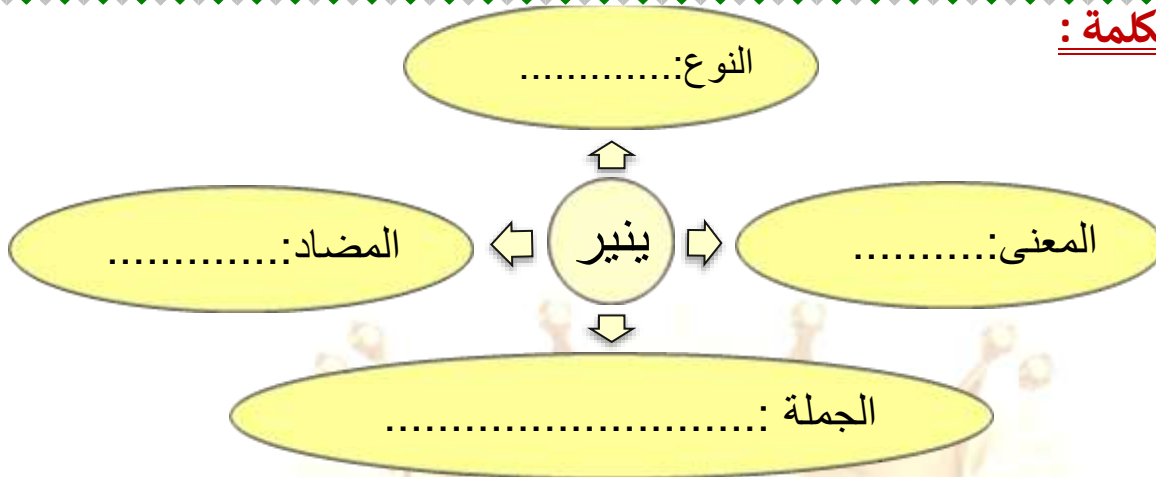 كلمة :
النوع:..............
ينير
المعنى:...........
المضاد:..............
الجملة :............................